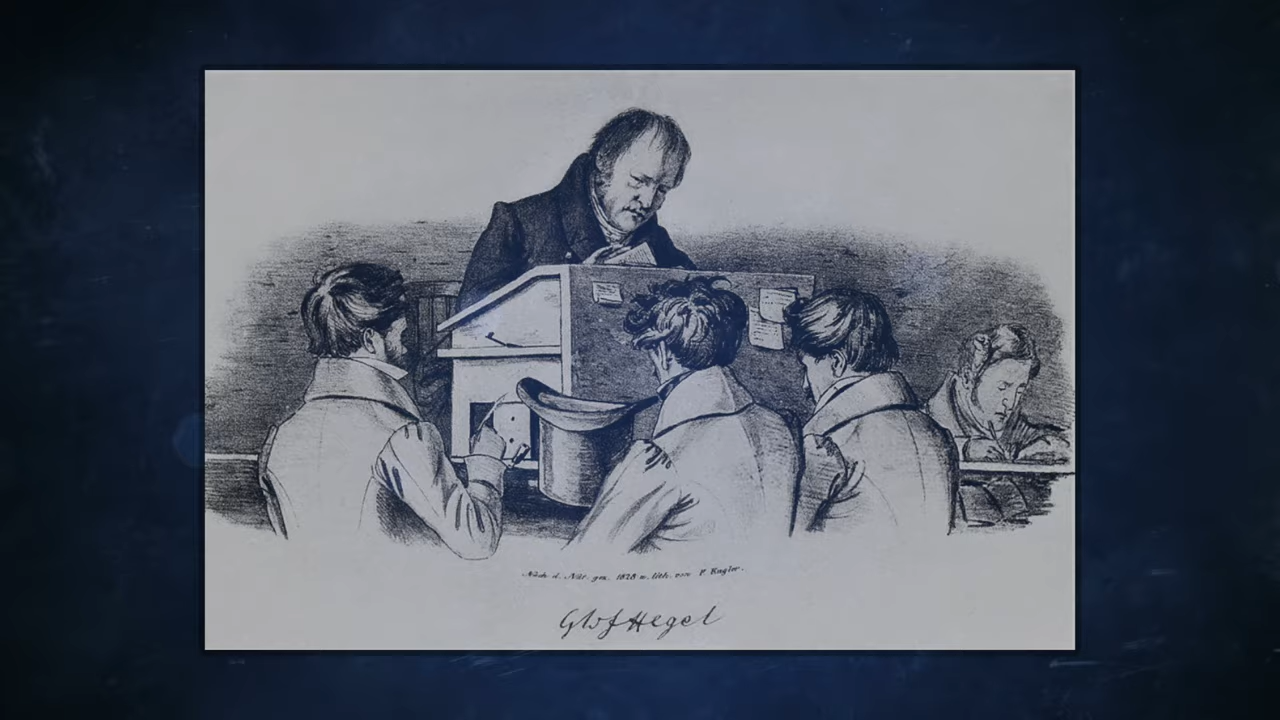 Nach d. Nat. gez. 1828 u. lith. von F. Kugler.
GWfHegel